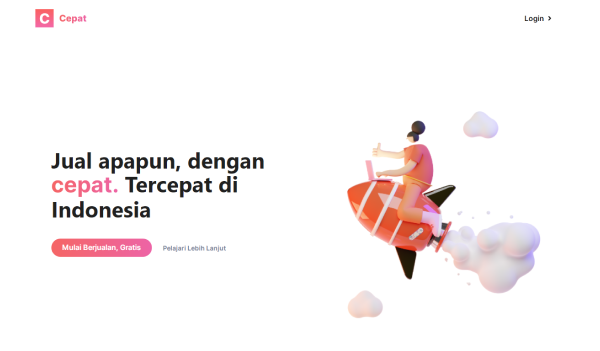 C Cepat
Login
Jual apapun, dengan
cepat. Tercepat di
Indonesia
Mulai Berjualan, Gratis
Pelajari Lebih Lanjut